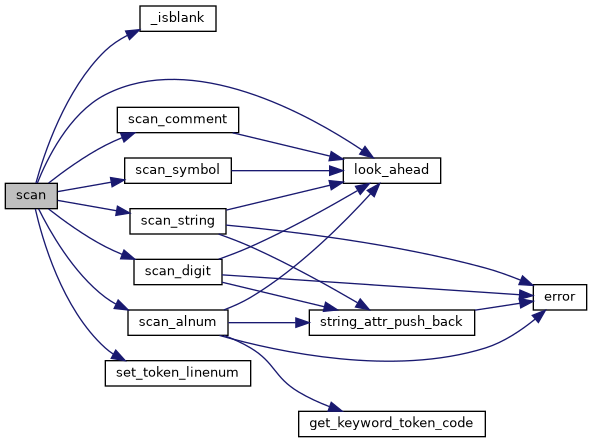 _isblank
scan_comment
look_ahead
scan_symbol
scan
scan_string
scan_digit
error
scan_alnum
string_attr_push_back
set_token_linenum
get_keyword_token_code